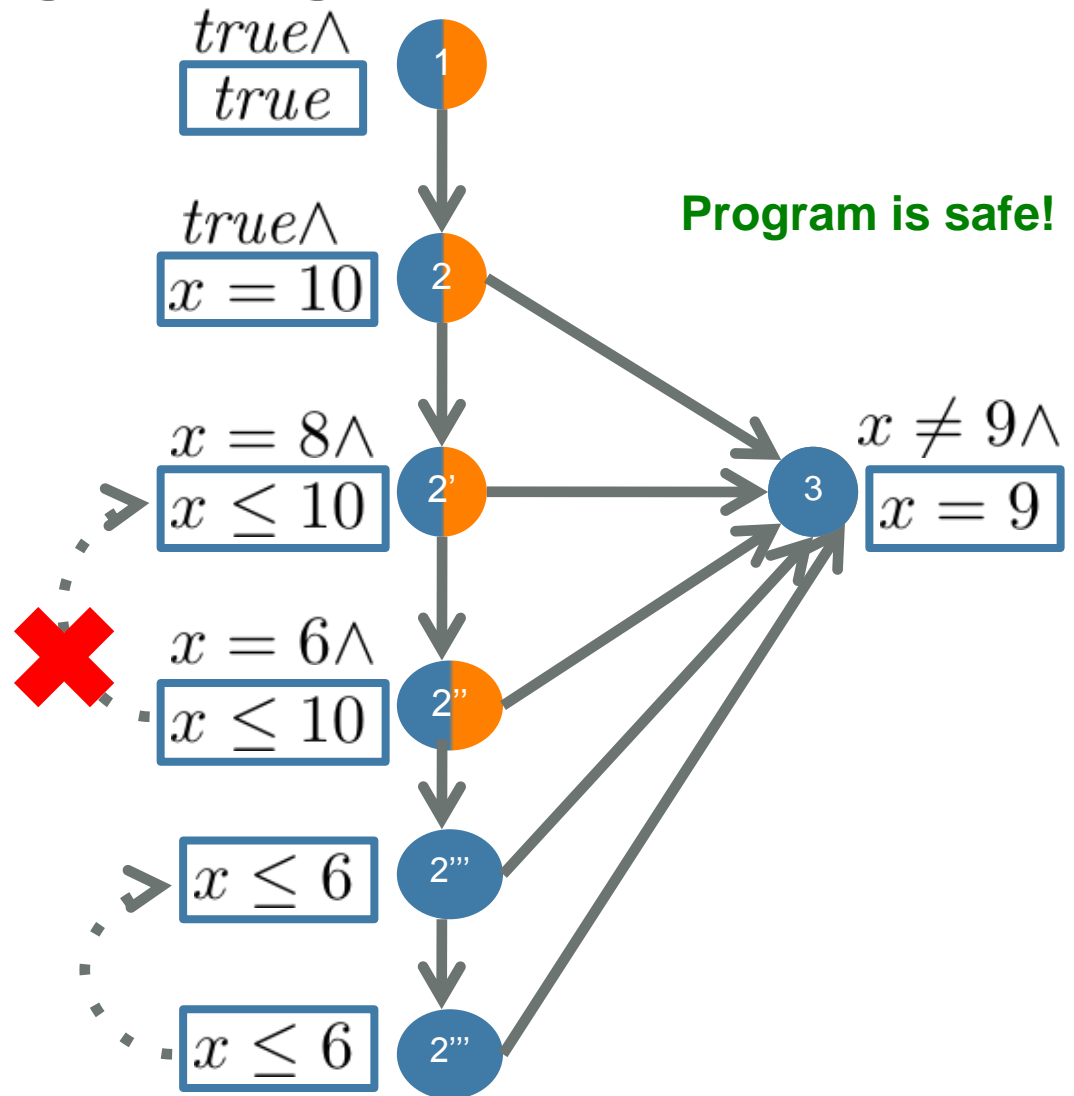 true∧
true
1
true∧
x = 10
2
Program is safe!
x = 8∧
x ≤ 10
2'
3
x ≠ 9∧
x = 9
x = 6∧
x ≤ 10
2''
x ≤ 6
2'''
x ≤ 6
2'''